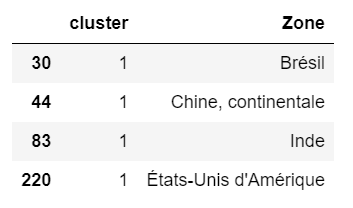 cluster Zone
30 1 Brésil
44 1 Chine, continentale
83 1 Inde
220 1 États-Unis d'Amérique